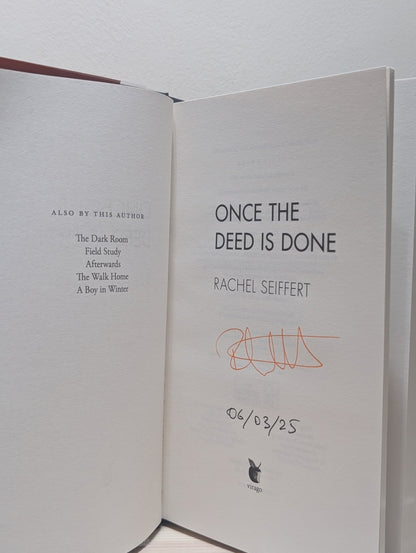 ALSO BY THIS AUTHOR
The Dark Room
Field Study
Afterwards
The Walk Home
A Boy in Winter
ONCE THE
DEED IS DONE
RACHEL SEIFFERT
06/03/25
virago